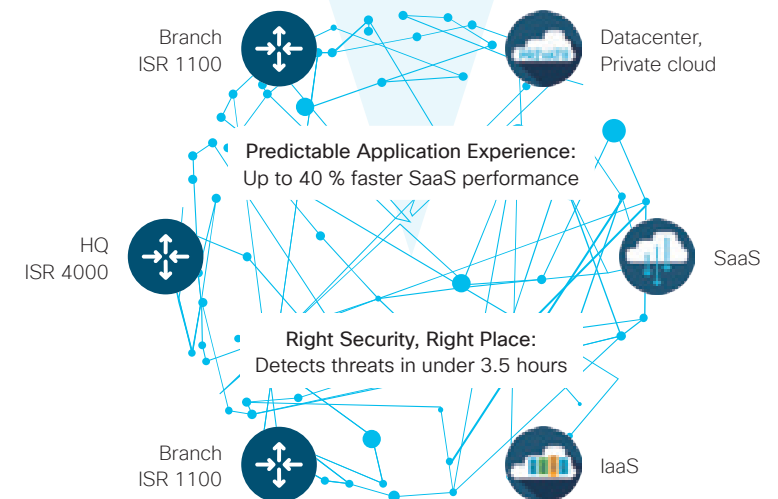 Branch
ISR 1100
PRIVATE
Datacenter,
Private cloud
Predictable Application Experience:
Up to 40 % faster SaaS performance
HQ
ISR 4000
SaaS
Right Security, Right Place:
Detects threats in under 3.5 hours
Branch
ISR 1100
IaaS